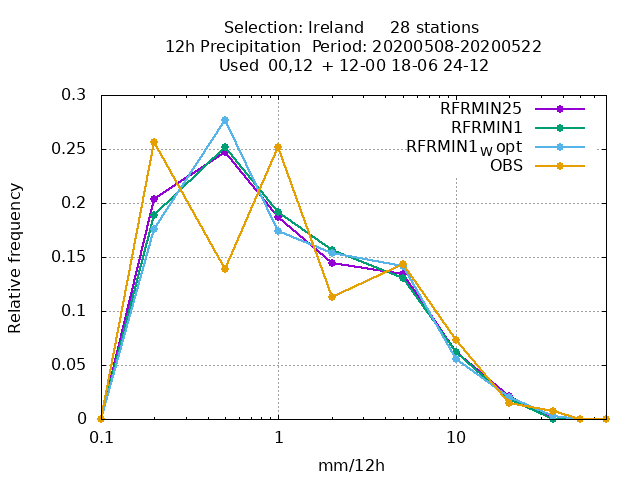 Selection: Ireland     28 stations
12h Precipitation  Period: 20200508-20200522
Used  00,12  + 12-00 18-06 24-12
0.3
0.25
0.2
0.15
0.1
0.05
0
Relative frequency
RFRMIN25
RFRMIN1
RFRMIN1W opt
OBS
0.1 1 10
mm/12h